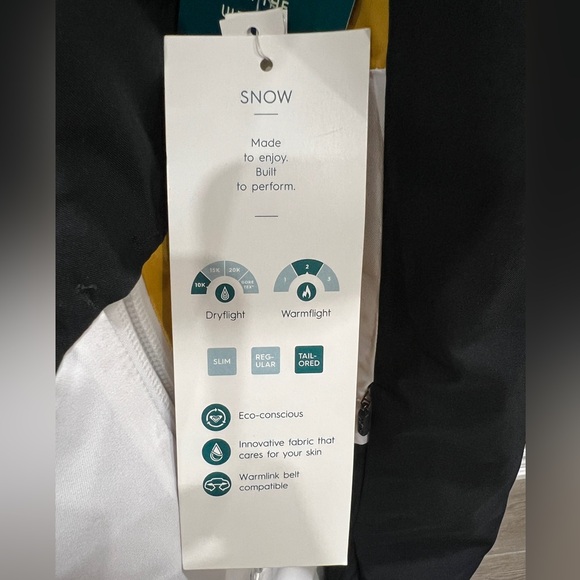 SNOW
Made
to enjoy.
Built
to perform.
10K
15K
20K
1
2
3
Dryflight
Warmflight
SLIM
REG-
ULAR
TAIL-
ORED
Eco-conscious
Innovative fabric that
cares for your skin
Warmlink belt
compatible